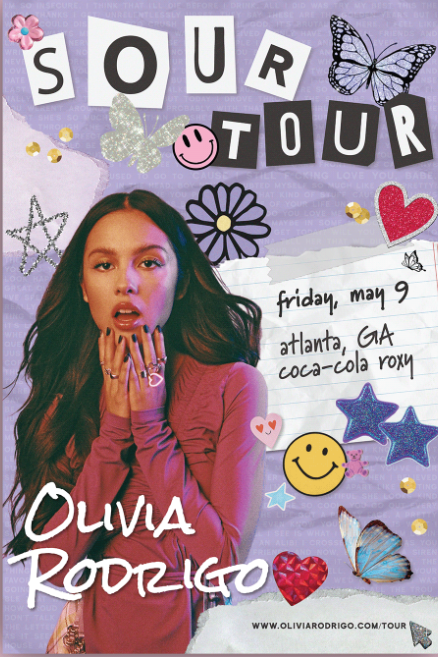 SOUR
TOUR
friday, may 9
atlanta, GA
coca-cola roxy
OLIVIA
RODRIGO
WWW.OLIVIARODRIGO.COM/TOUR